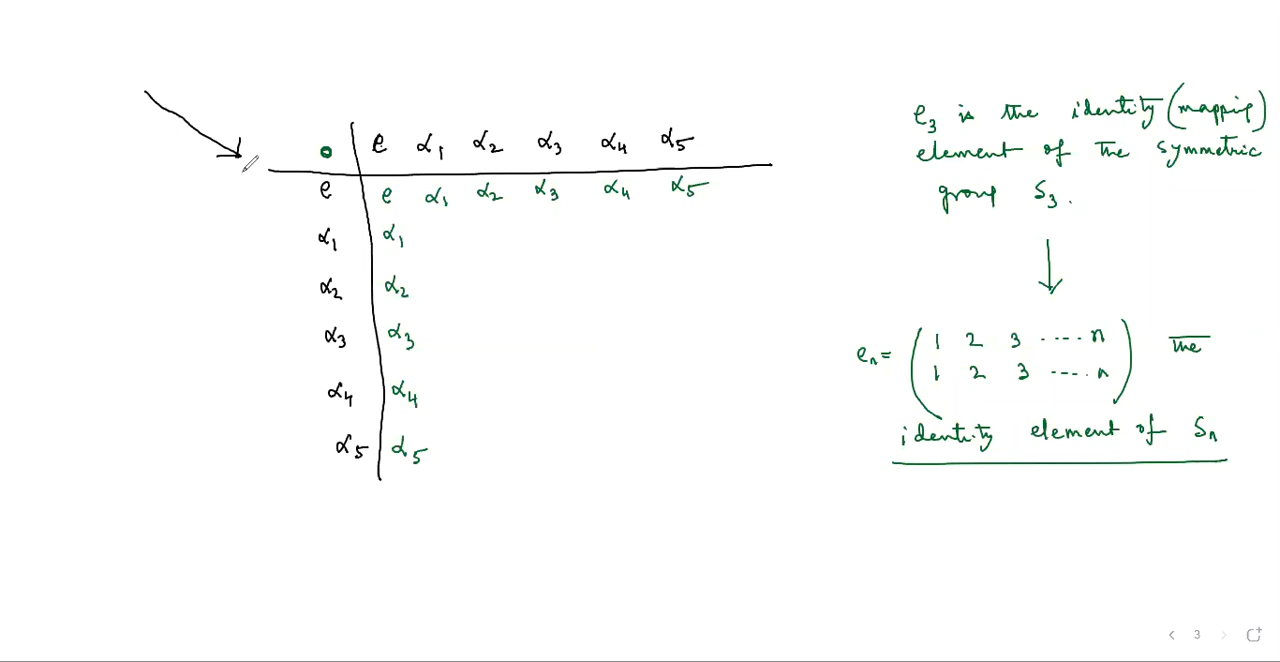 ∘ e α1 α2 α3 α4 α5
e e α1 α2 α3 α4 α5
α1 α1
α2 α2
α3 α3
α4 α4
α5 α5
e3 is the identity (mapping)
element of the symmetric
group S3.
en = ( 1 2 3 ..... n ) the
1 2 3 ..... n
identity element of Sn
3